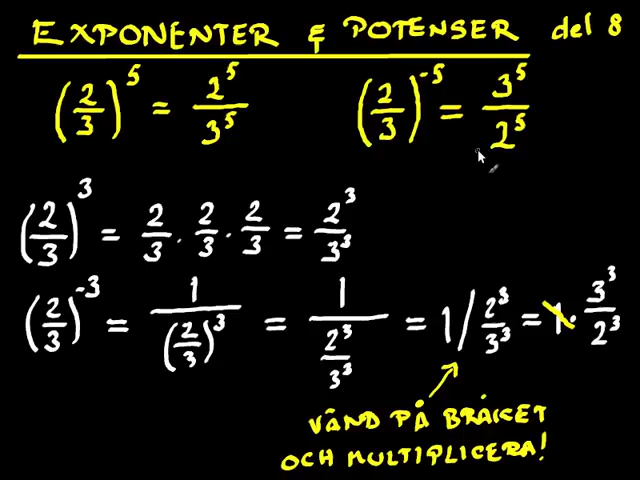 EXPONENTER & POTENSER del 8
(2/3)^5 = 2^5/3^5 (2/3)^-5 = 3^5/2^5
(2/3)^3 = 2/3 · 2/3 · 2/3 = 2^3/3^3
(2/3)^-3 = 1/(2/3)^3 = 1/(2^3/3^3) = 1/ 2^3/3^3 = 1 · 3^3/2^3
VÄND PÅ BRÅKET
OCH MULTIPLICERA!